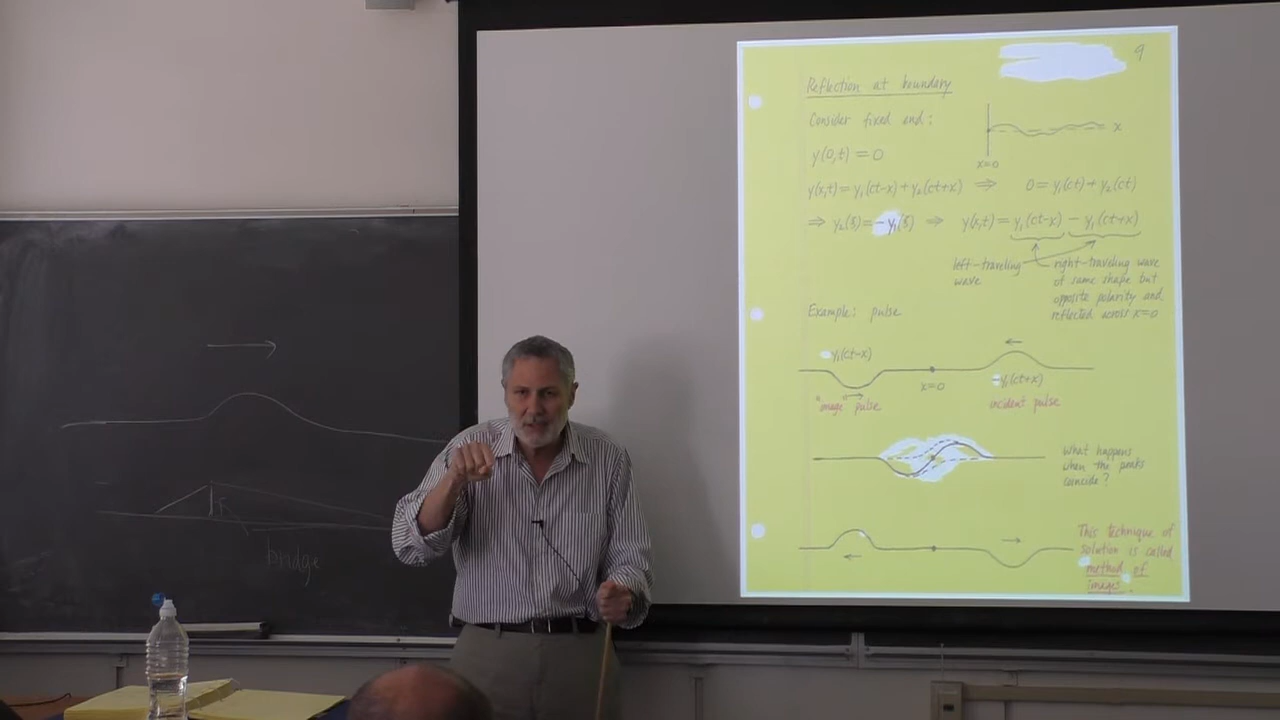 9
Reflection at boundary
Consider fixed end:
x
y(0,t) = 0
x=0
y(x,t) = y₁(ct-x) + y₂(ct+x) ⇒ 0 = y₁(ct) + y₂(ct)
⇒ y₂(ξ) = -y₁(ξ) ⇒ y(x,t) = y₁(ct-x) - y₁(ct+x)
left-traveling wave
right-traveling wave
of same shape but
opposite polarity and
reflected across x=0
Example: pulse
y₁(ct-x)
x=0
-y₁(ct+x)
image pulse
incident pulse
What happens
when the peaks
coincide?
This technique of
solution is called
method of
images.
bridge